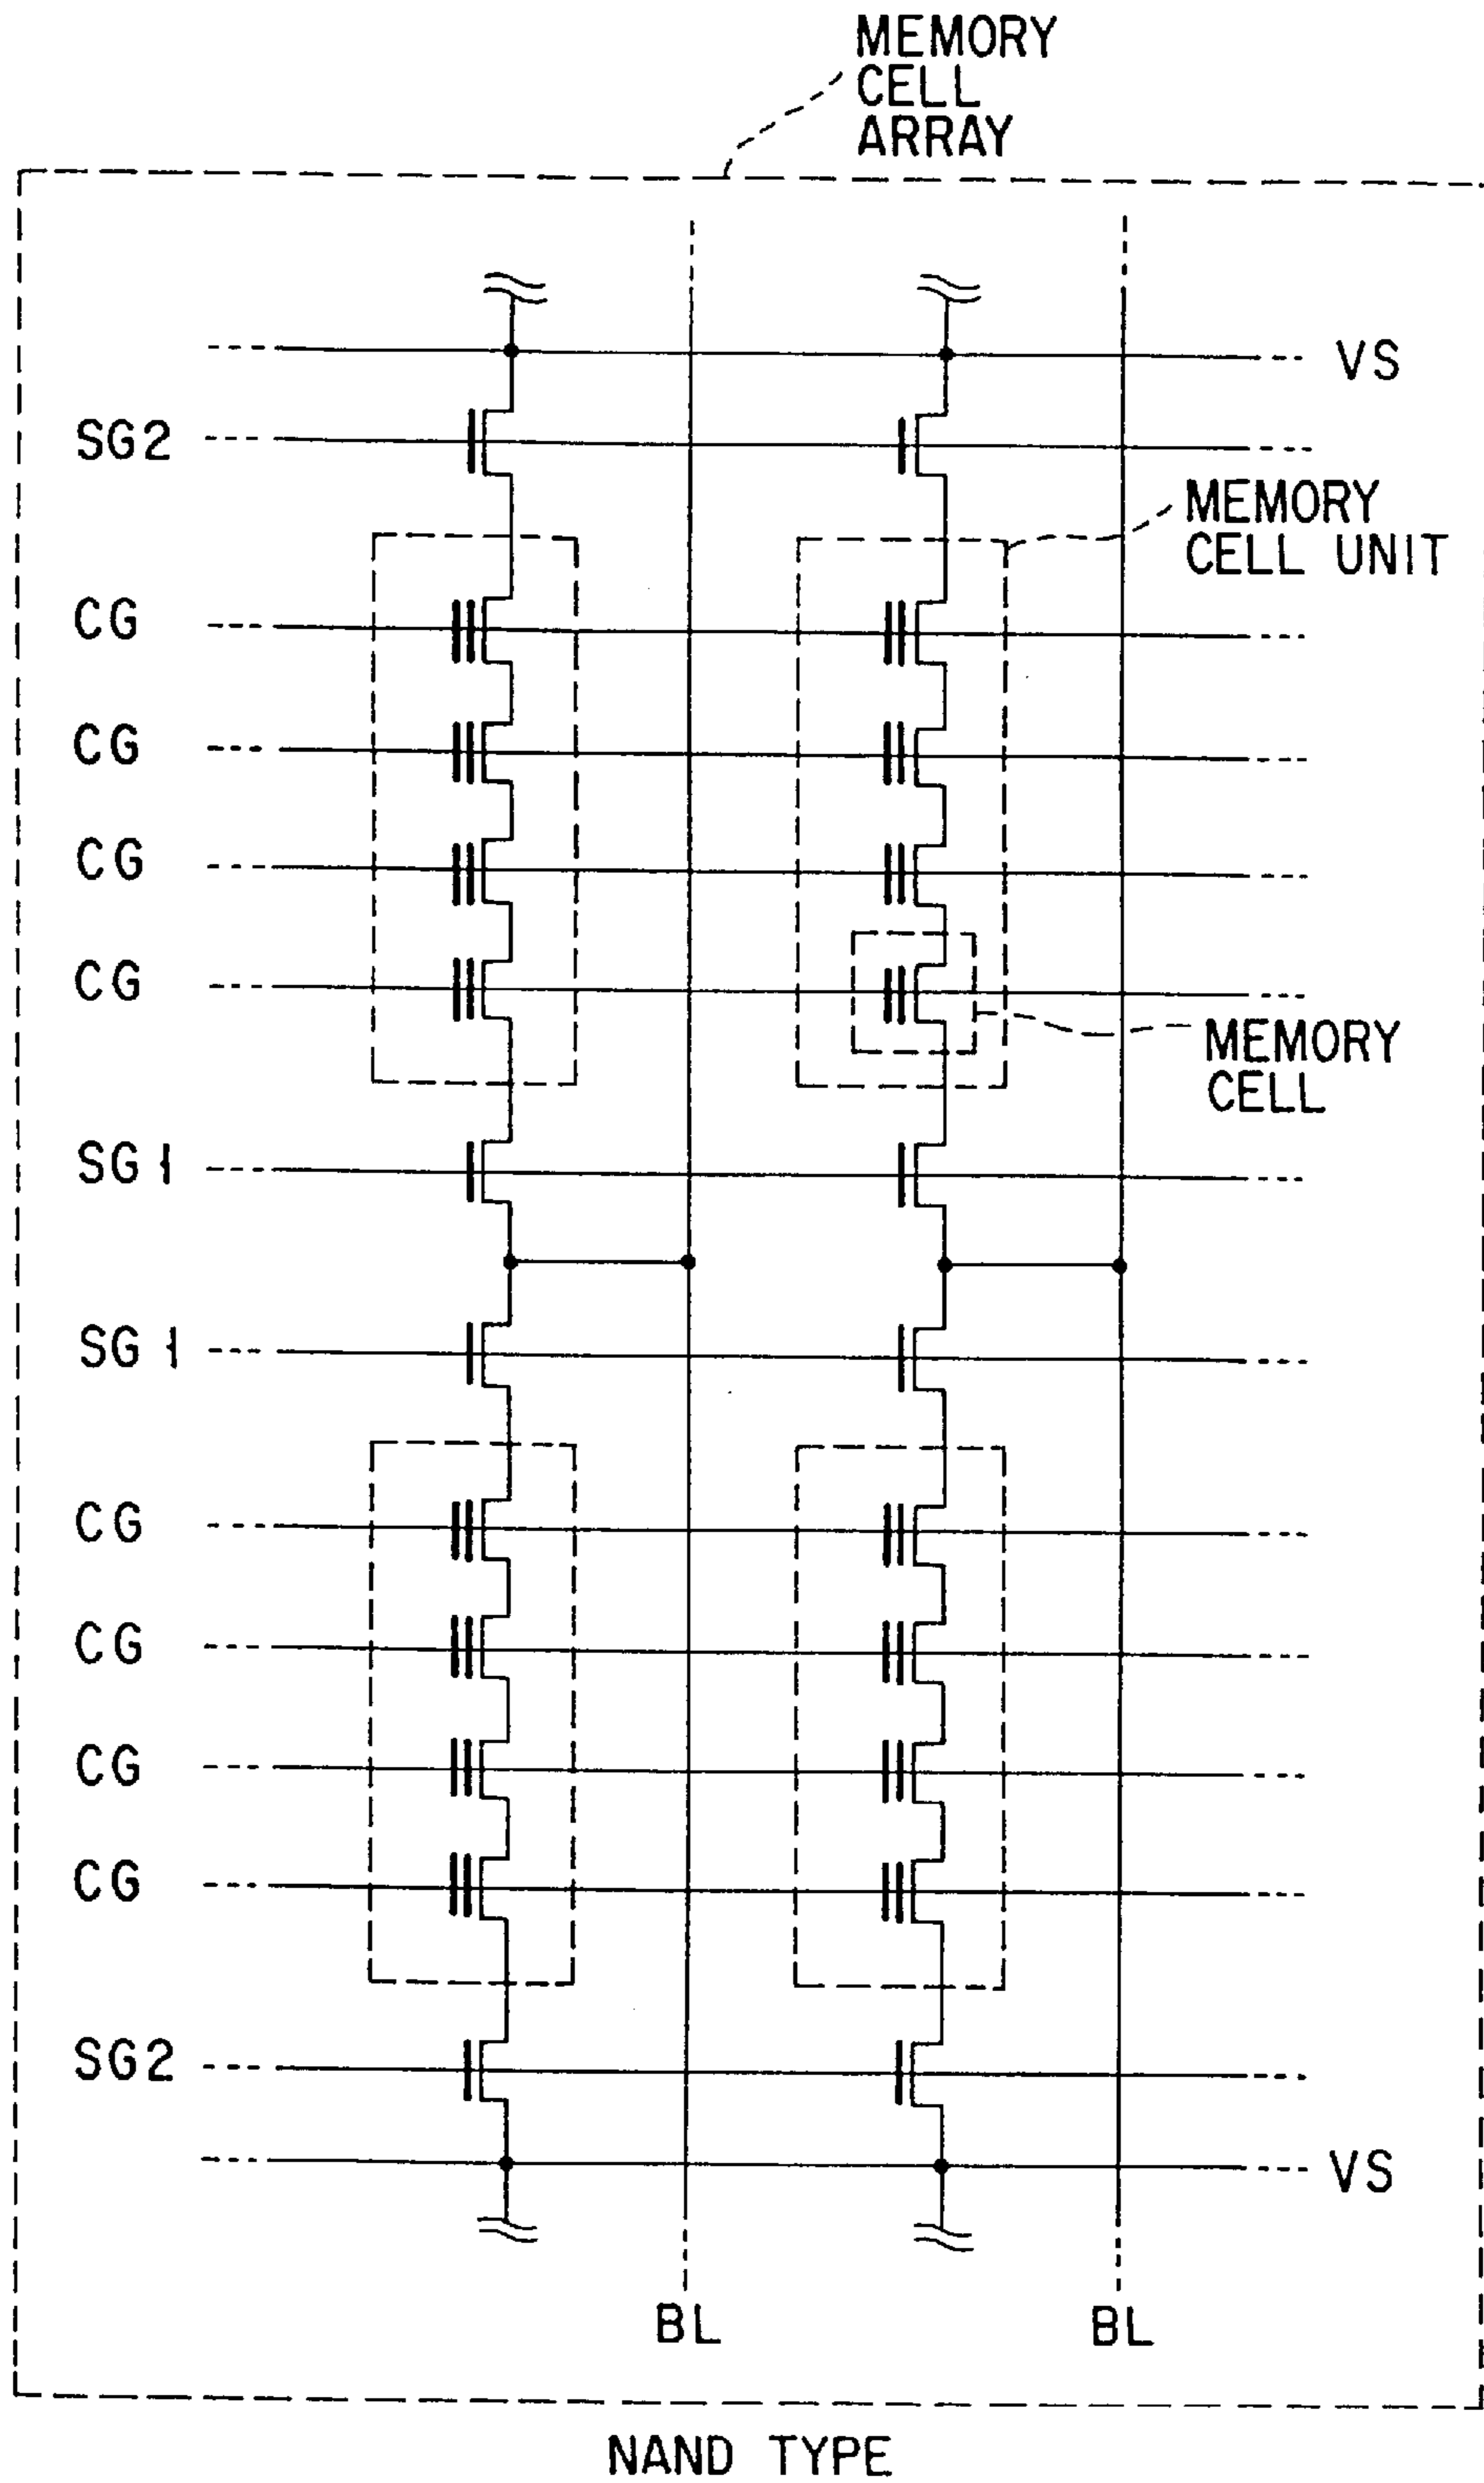 MEMORY
CELL
ARRAY
VS
SG2
MEMORY
CELL UNIT
CG
CG
CG
CG
MEMORY
CELL
SG1
SG1
CG
CG
CG
CG
SG2
VS
BL
BL
NAND TYPE